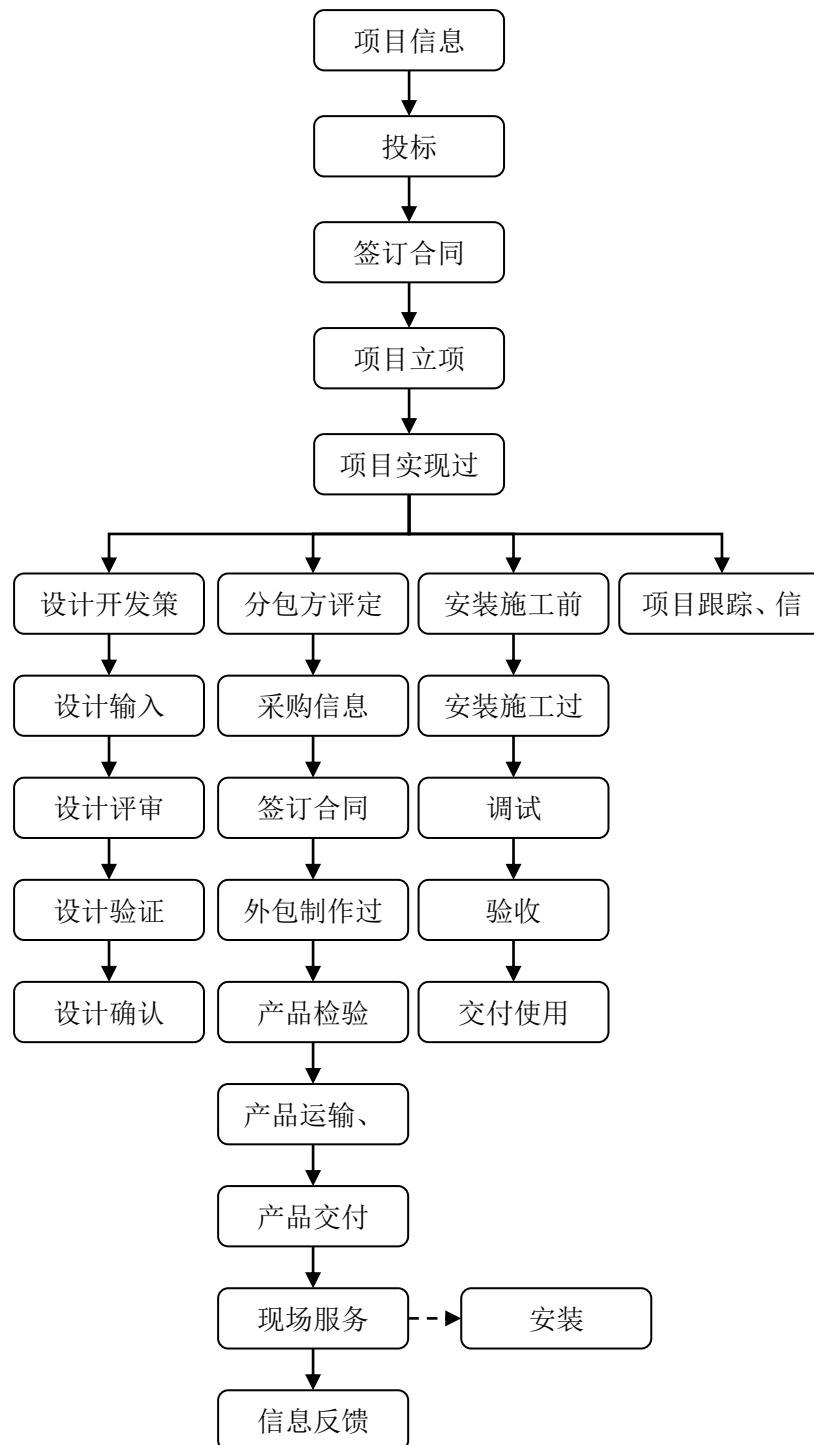 项目信息
投标
签订合同
项目立项
项目实现过
设计开发策
分包方评定
安装施工前
项目跟踪、信
设计输入
采购信息
安装施工过
设计评审
签订合同
调试
设计验证
外包制作过
验收
设计确认
产品检验
交付使用
产品运输、
产品交付
现场服务
安装
信息反馈